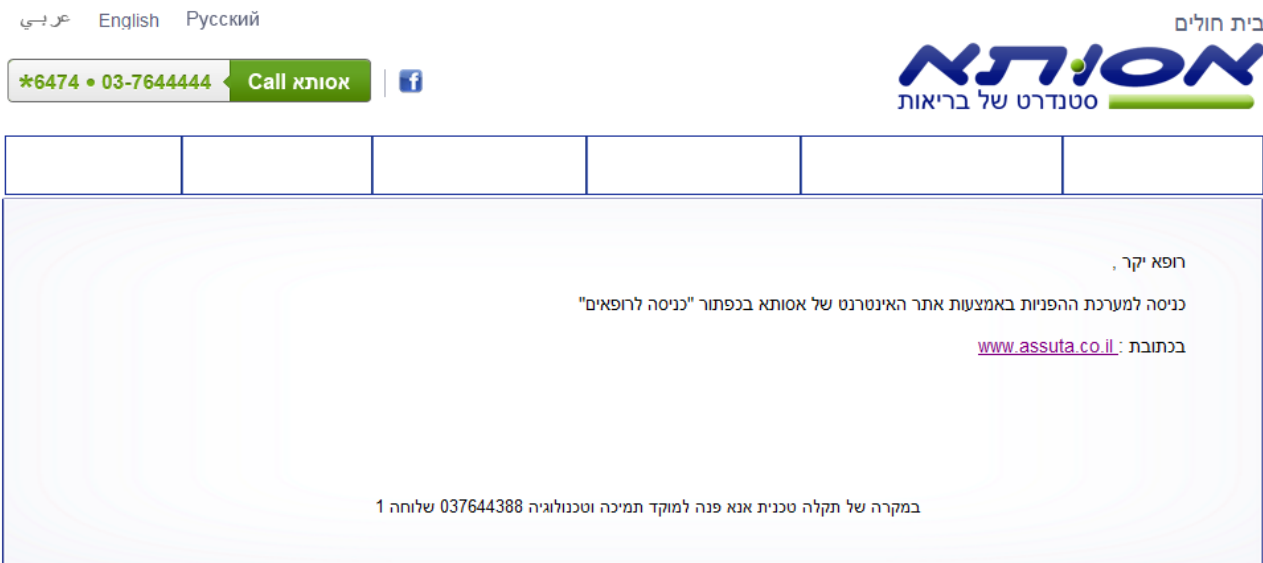 عربي English Русский
בית חולים
אסותא
סטנדרט של בריאות
*6474 • 03-7644444 Call אסותא
רופא יקר ,
כניסה למערכת ההפניות באמצעות אתר האינטרנט של אסותא בכפתור "כניסה לרופאים"
בכתובת : www.assuta.co.il
במקרה של תקלה טכנית אנא פנה למוקד תמיכה וטכנולוגיה 037644388 שלוחה 1